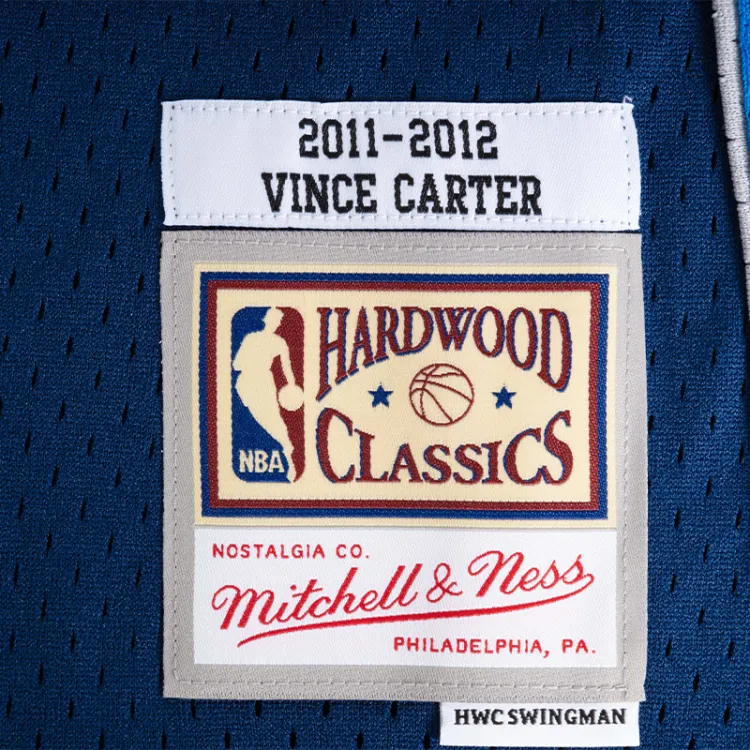 2011-2012
VINCE CARTER
HARDWOOD
CLASSICS
NBA
NOSTALGIA CO.
Mitchell & Ness
PHILADELPHIA, PA.
HWC SWINGMAN